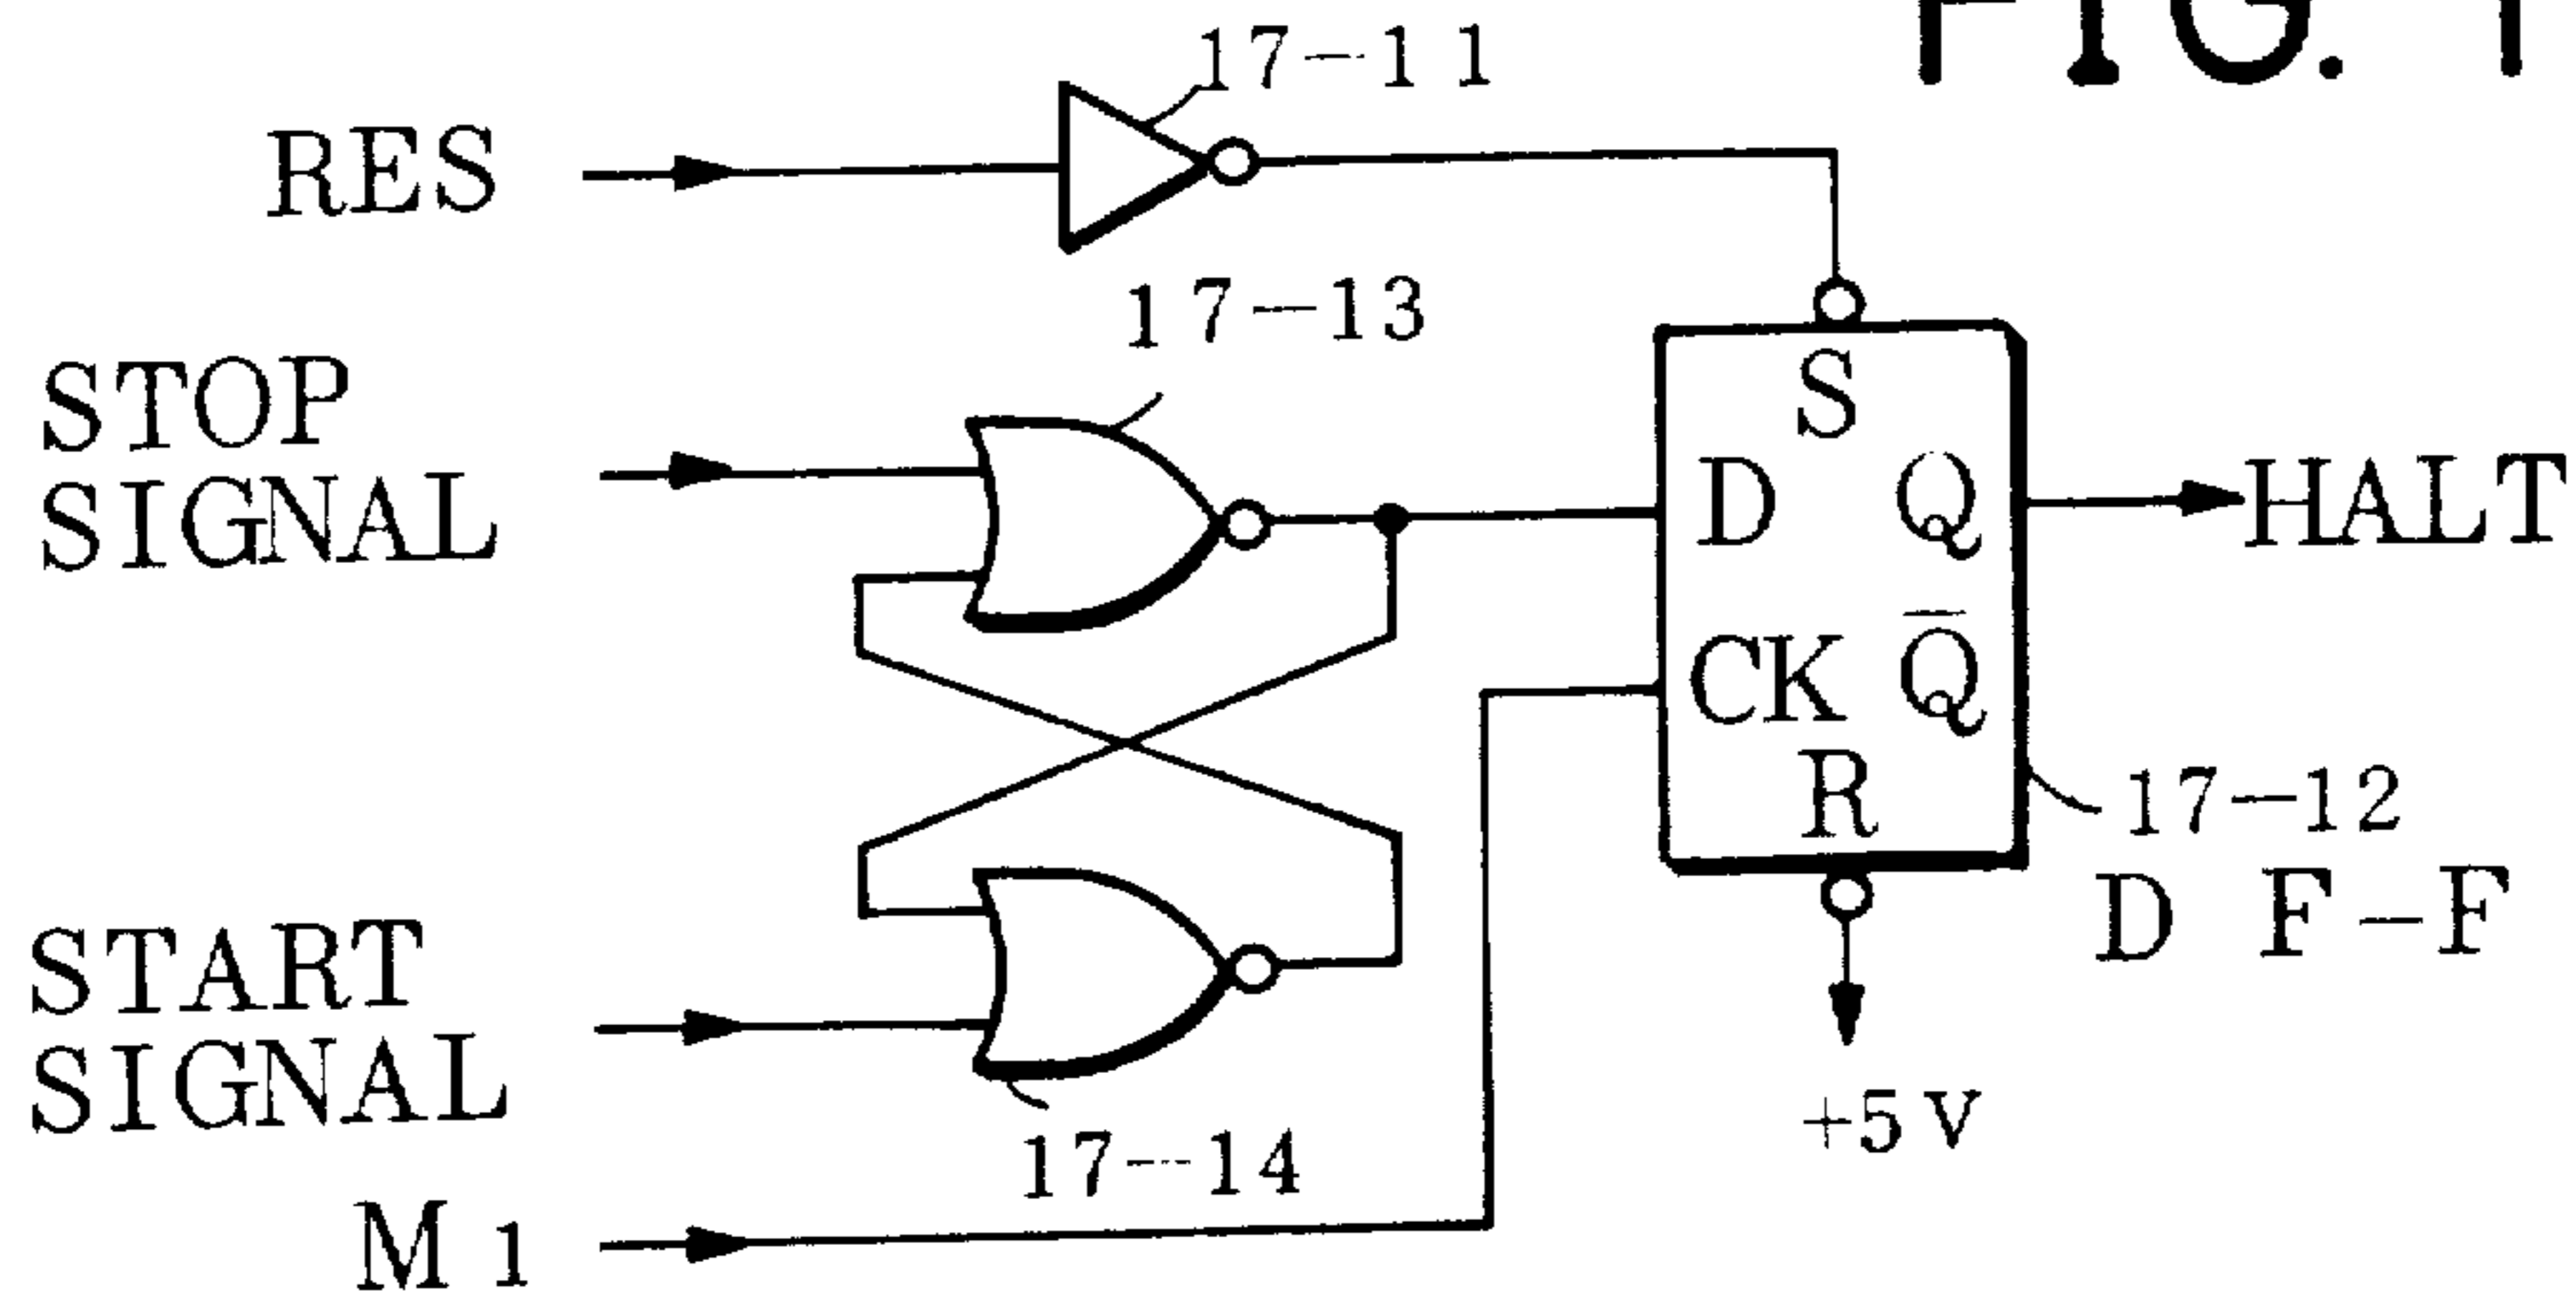 FIG. 1
17-11
RES
17-13
STOP
SIGNAL
S
D Q
HALT
CK Q̅
R
17-12
D F-F
START
SIGNAL
+5V
17-14
M1